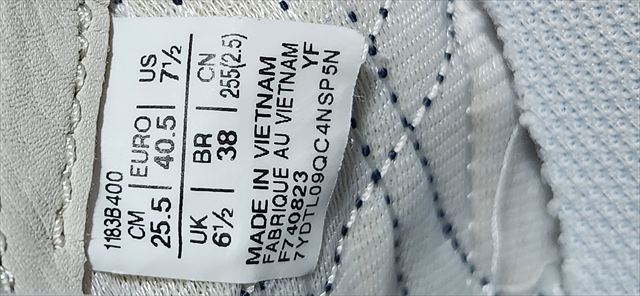 1183B400
CM EURO US
25.5 40.5 7½
UK BR CN
6½ 38 255(2.5)
MADE IN VIETNAM
FABRIQUE AU VIETNAM
F740823 YF
7YDTL09QC4NSP5N